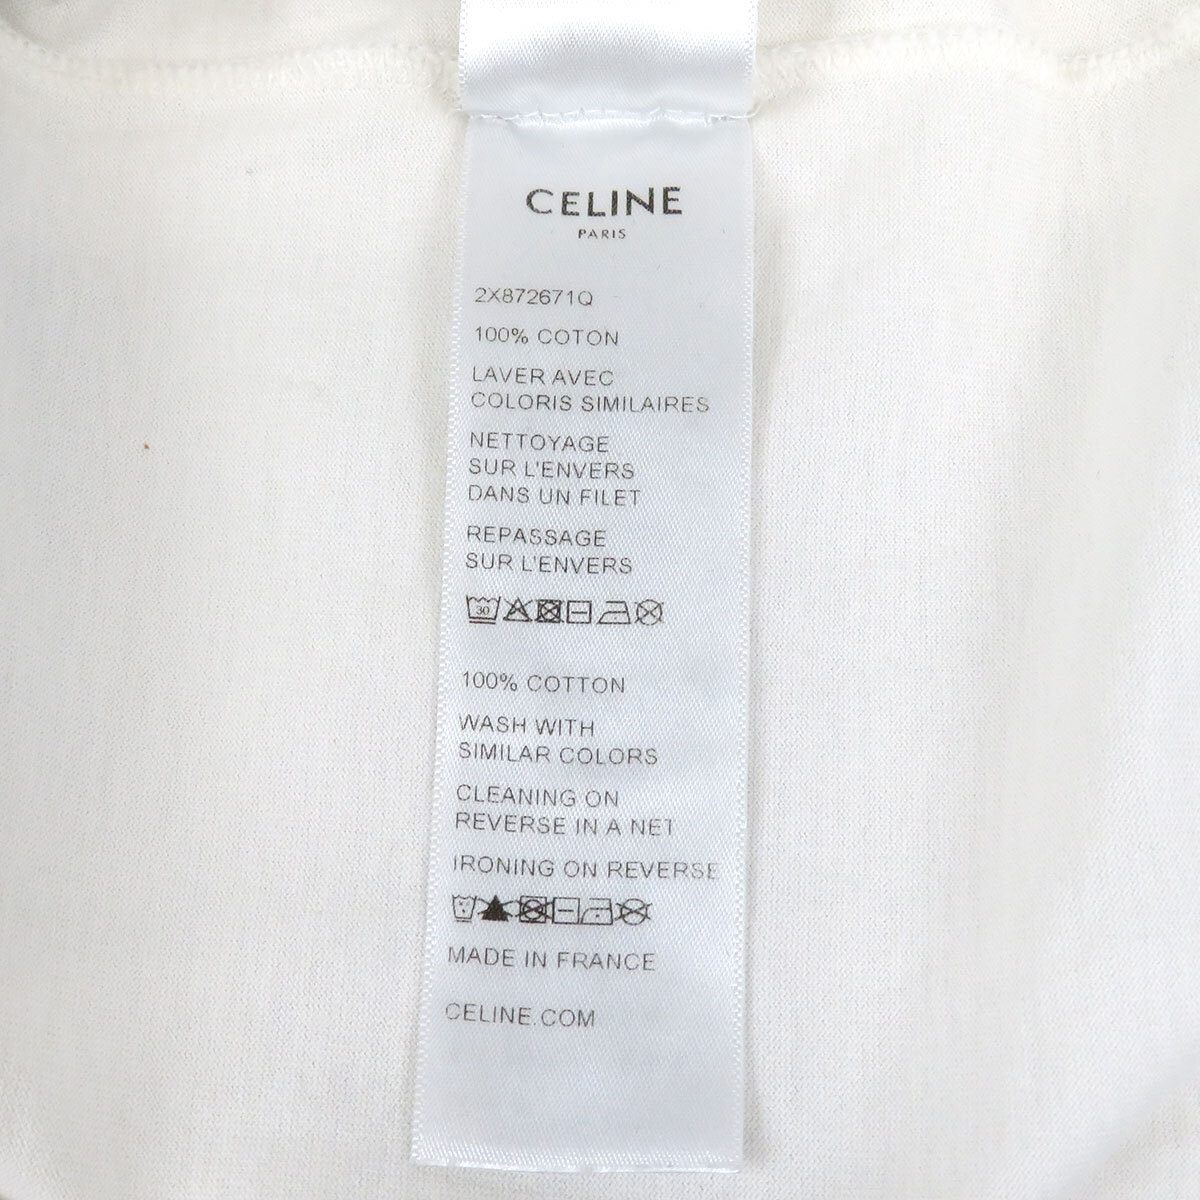 CELINE
PARIS
2X872671Q
100% COTON
LAVER AVEC
COLORIS SIMILAIRES
NETTOYAGE
SUR L'ENVERS
DANS UN FILET
REPASSAGE
SUR L'ENVERS
30
100% COTTON
WASH WITH
SIMILAR COLORS
CLEANING ON
REVERSE IN A NET
IRONING ON REVERSE
MADE IN FRANCE
CELINE.COM